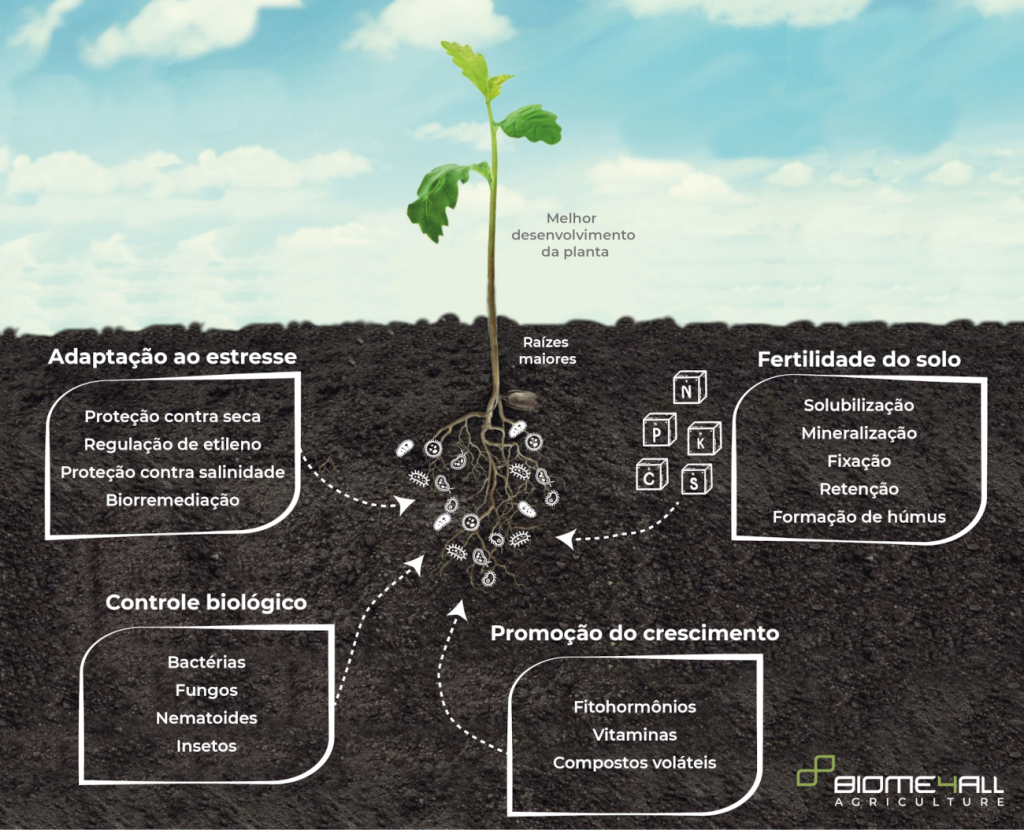 Melhor
desenvolvimento
da planta
Raízes
maiores
Adaptação ao estresse
Proteção contra seca
Regulação de etileno
Proteção contra salinidade
Biorremediação
Fertilidade do solo
Solubilização
Mineralização
Fixação
Retenção
Formação de húmus
N
P
K
C
S
Controle biológico
Bactérias
Fungos
Nematoides
Insetos
Promoção do crescimento
Fitohormônios
Vitaminas
Compostos voláteis
BIOME4ALL
AGRICULTURE